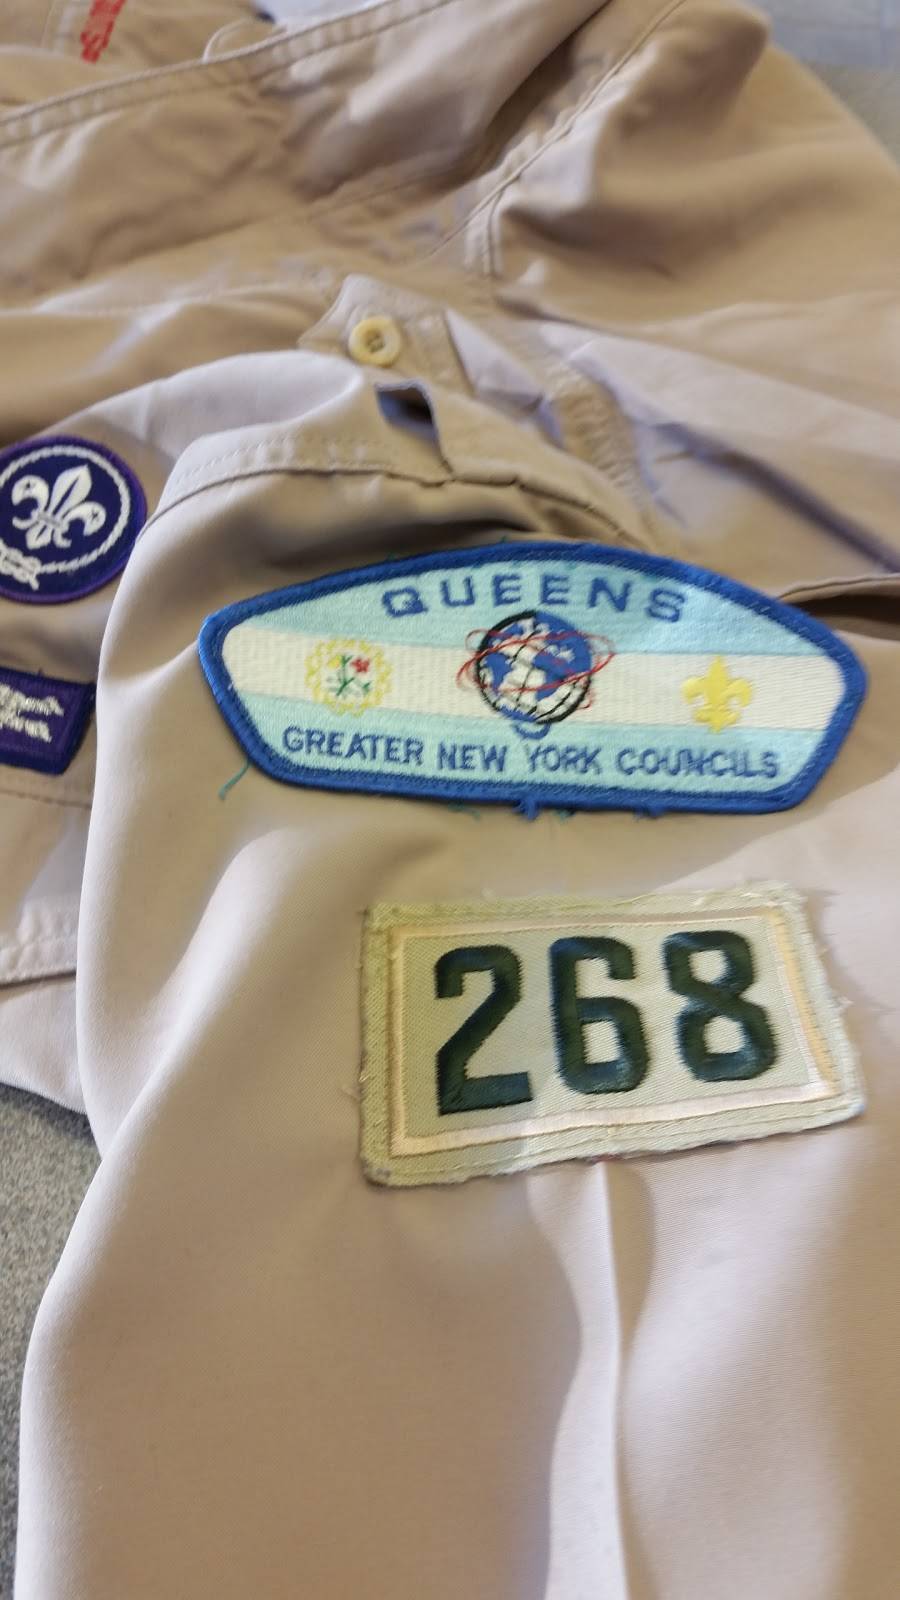 QUEENS
GREATER NEW YORK COUNCILS
268